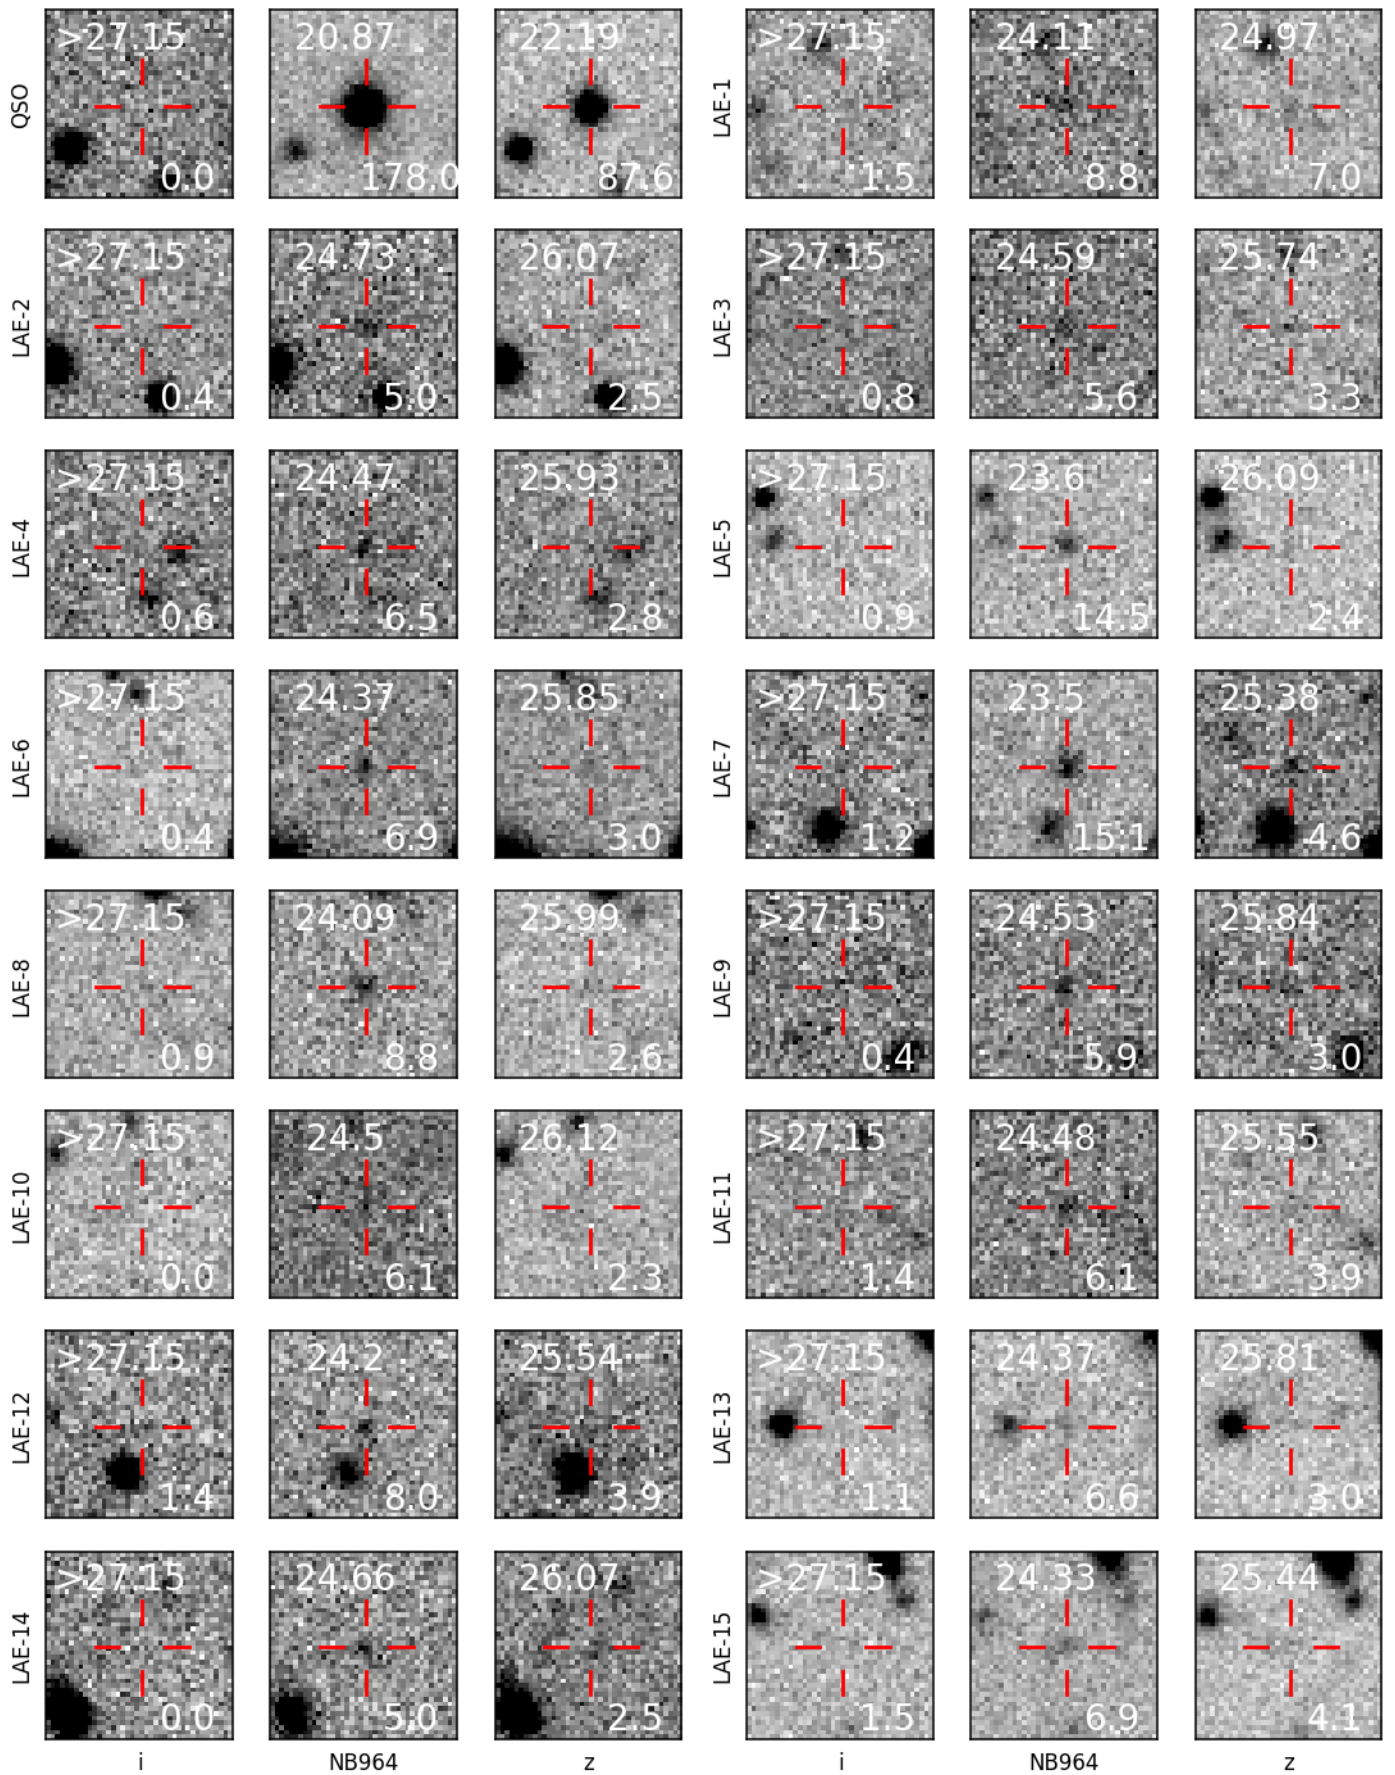 QSO >27.15 0.0 20.87 178.0 22.19 87.6
LAE-1 >27.15 1.5 24.11 8.8 24.97 7.0
LAE-2 >27.15 0.4 24.73 5.0 26.07 2.5
LAE-3 >27.15 0.8 24.59 5.6 25.74 3.3
LAE-4 >27.15 0.6 24.47 6.5 25.93 2.8
LAE-5 >27.15 0.9 23.6 14.5 26.09 2.4
LAE-6 >27.15 0.4 24.37 6.9 25.85 3.0
LAE-7 >27.15 1.2 23.5 15.1 25.38 4.6
LAE-8 >27.15 0.9 24.09 8.8 25.99 2.6
LAE-9 >27.15 0.4 24.53 5.9 25.84 3.0
LAE-10 >27.15 0.0 24.5 6.1 26.12 2.3
LAE-11 >27.15 1.4 24.48 6.1 25.55 3.9
LAE-12 >27.15 1.4 24.2 8.0 25.54 3.9
LAE-13 >27.15 1.1 24.37 6.6 25.81 3.0
LAE-14 >27.15 0.0 24.66 5.0 26.07 2.5
LAE-15 >27.15 1.5 24.33 6.9 25.44 4.1
i NB964 z i NB964 z